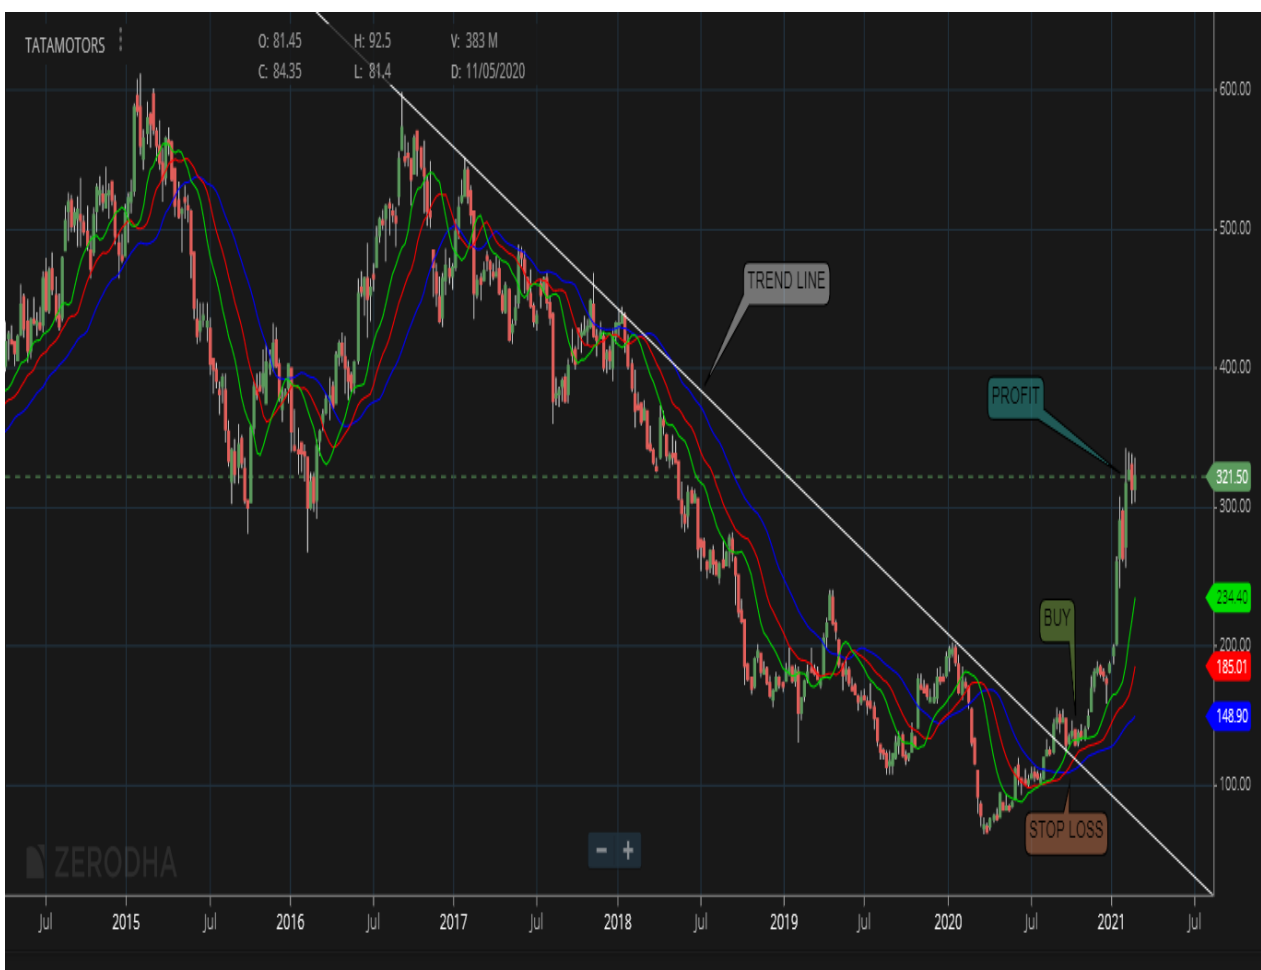 TATAMOTORS
O: 81.45 H: 92.5 V: 383 M
C: 84.35 L: 81.4 D: 11/05/2020
600.00
500.00
TREND LINE
400.00
PROFIT
321.50
300.00
234.40
BUY
200.00
185.01
148.90
100.00
STOP LOSS
ZERODHA
− +
Jul 2015 Jul 2016 Jul 2017 Jul 2018 Jul 2019 Jul 2020 Jul 2021 Jul